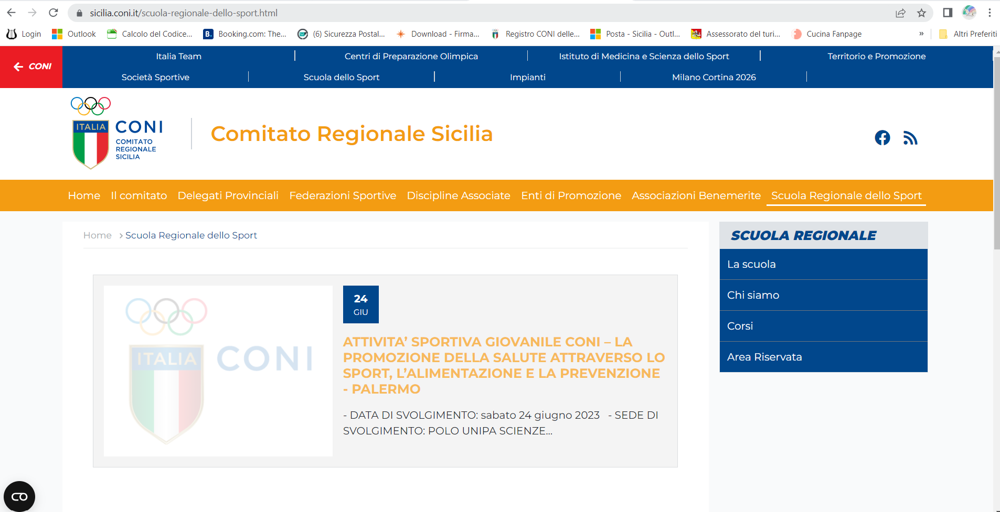 sicilia.coni.it/scuola-regionale-dello-sport.html
Login Outlook Calcolo del Codice... B. Booking.com: The... (6) Sicurezza Postal... Download - Firma... Registro CONI delle... Posta - Sicilia - Outl... Assessorato del turi... Cucina Fanpage » Altri Preferiti
CONI
Italia Team Centri di Preparazione Olimpica Istituto di Medicina e Scienza dello Sport Territorio e Promozione
Società Sportive Scuola dello Sport Impianti Milano Cortina 2026
ITALIA
CONI
COMITATO
REGIONALE
SICILIA
Comitato Regionale Sicilia
Home Il comitato Delegati Provinciali Federazioni Sportive Discipline Associate Enti di Promozione Associazioni Benemerite Scuola Regionale dello Sport
Home > Scuola Regionale dello Sport
ITALIA
CONI
24
GIU
ATTIVITA’ SPORTIVA GIOVANILE CONI – LA
PROMOZIONE DELLA SALUTE ATTRAVERSO LO
SPORT, L’ALIMENTAZIONE E LA PREVENZIONE
- PALERMO
- DATA DI SVOLGIMENTO: sabato 24 giugno 2023 - SEDE DI
SVOLGIMENTO: POLO UNIPA SCIENZE...
SCUOLA REGIONALE
La scuola
Chi siamo
Corsi
Area Riservata